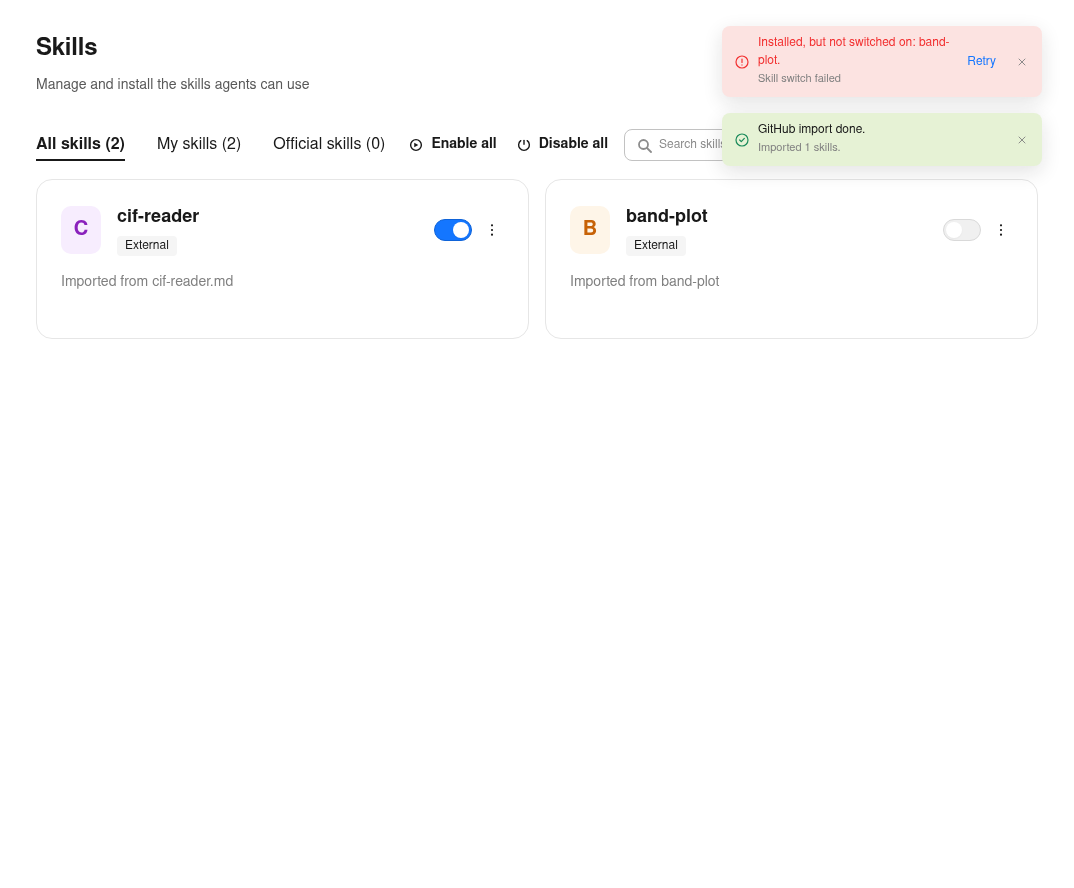 Skills
Manage and install the skills agents can use
Installed, but not switched on: band-
plot.
Skill switch failed
Retry
GitHub import done.
Imported 1 skills.
All skills (2)
My skills (2)
Official skills (0)
Enable all
Disable all
Search skills
C
cif-reader
External
Imported from cif-reader.md
B
band-plot
External
Imported from band-plot